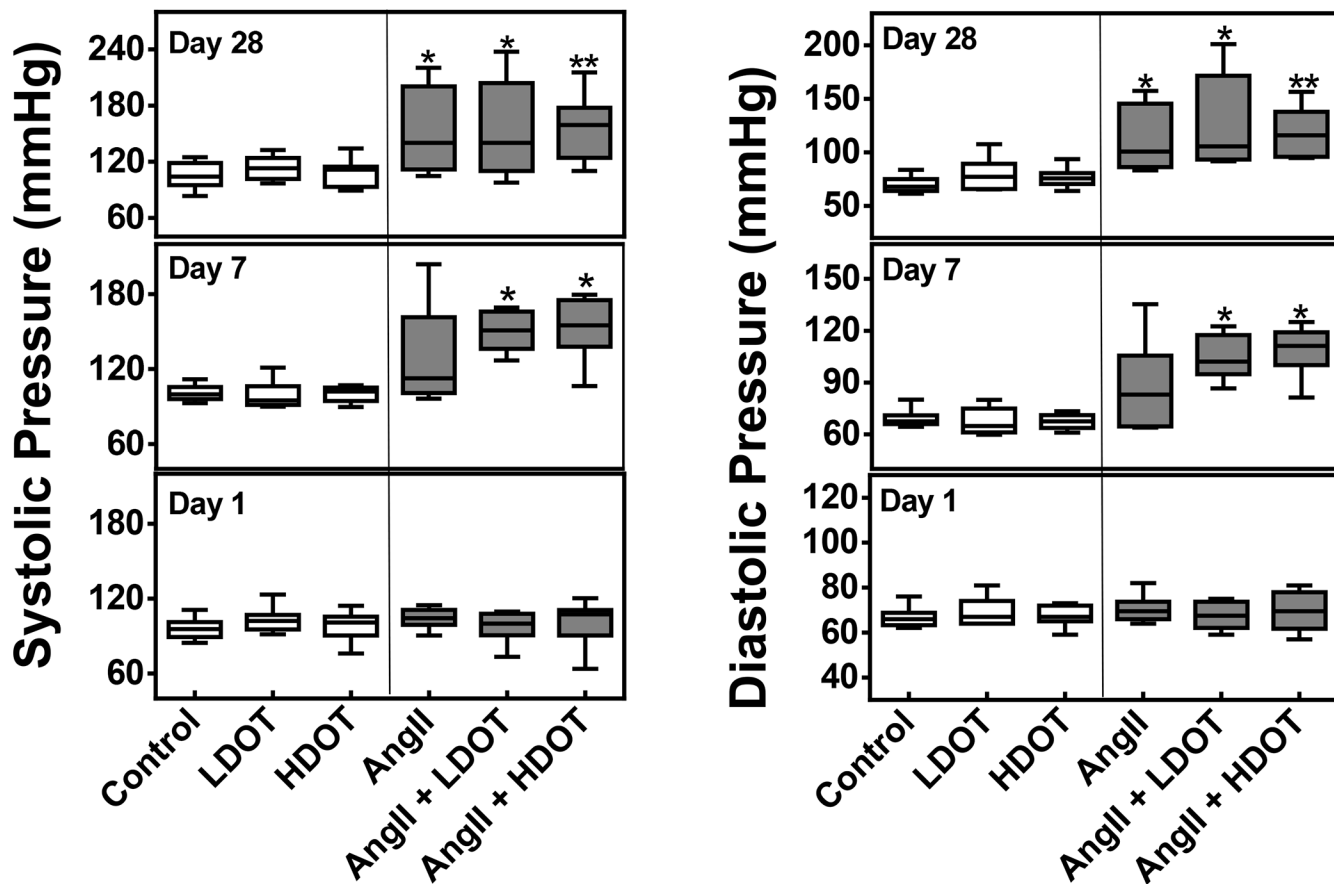 Systolic Pressure (mmHg)
Day 28
240
180
120
60
*
*
**
Day 7
180
120
60
*
*
Day 1
180
120
60
Control
LDOT
HDOT
AngII
AngII + LDOT
AngII + HDOT
Diastolic Pressure (mmHg)
Day 28
200
150
100
50
*
*
**
Day 7
150
120
90
60
*
*
Day 1
120
100
80
60
40
Control
LDOT
HDOT
AngII
AngII + LDOT
AngII + HDOT